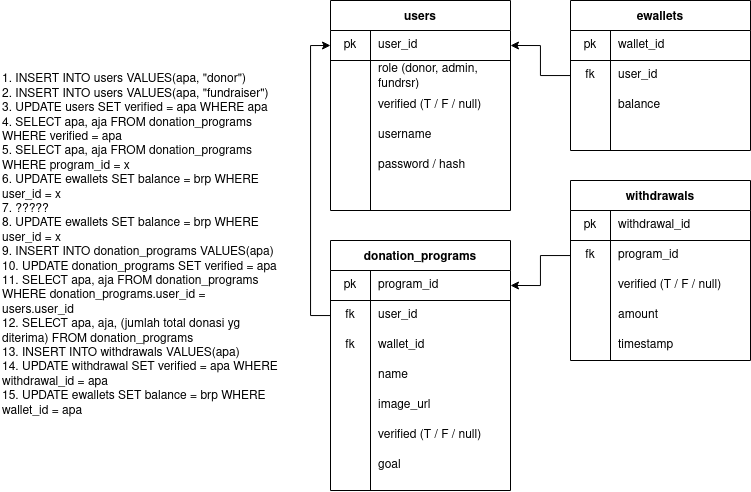 1. INSERT INTO users VALUES(apa, "donor")
2. INSERT INTO users VALUES(apa, "fundraiser")
3. UPDATE users SET verified = apa WHERE apa
4. SELECT apa, aja FROM donation_programs
WHERE verified = apa
5. SELECT apa, aja FROM donation_programs
WHERE program_id = x
6. UPDATE ewallets SET balance = brp WHERE
user_id = x
7. ?????
8. UPDATE ewallets SET balance = brp WHERE
user_id = x
9. INSERT INTO donation_programs VALUES(apa)
10. UPDATE donation_programs SET verified = apa
11. SELECT apa, aja FROM donation_programs
WHERE donation_programs.user_id =
users.user_id
12. SELECT apa, aja, (jumlah total donasi yg
diterima) FROM donation_programs
13. INSERT INTO withdrawals VALUES(apa)
14. UPDATE withdrawal SET verified = apa WHERE
withdrawal_id = apa
15. UPDATE ewallets SET balance = brp WHERE
wallet_id = apa
users
pk user_id
role (donor, admin,
fundrsr)
verified (T / F / null)
username
password / hash
ewallets
pk wallet_id
fk user_id
balance
donation_programs
pk program_id
fk user_id
fk wallet_id
name
image_url
verified (T / F / null)
goal
withdrawals
pk withdrawal_id
fk program_id
verified (T / F / null)
amount
timestamp